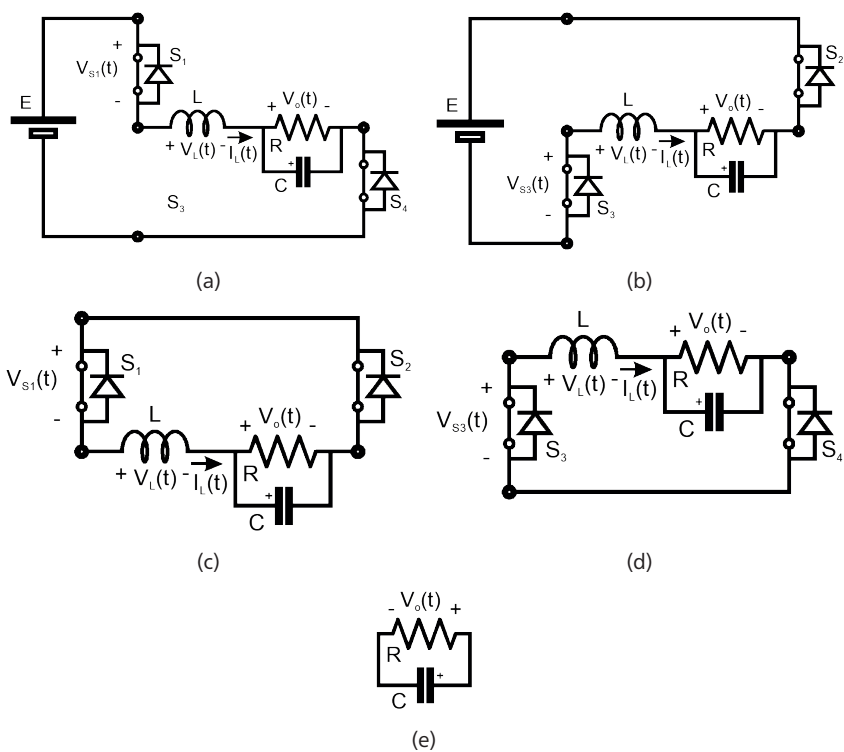 +
V_S1(t)
-
S_1
E
L
+ V_o(t) -
+ V_L(t) -
I_L(t)
R
+
C
S_3
S_4
(a)
S_2
E
L
+ V_o(t) -
+ V_L(t) -
I_L(t)
R
+
C
+
V_S3(t)
-
S_3
(b)
+
V_S1(t)
-
S_1
S_2
L
+ V_o(t) -
+ V_L(t) -
I_L(t)
R
+
C
(c)
L
+ V_o(t) -
+ V_L(t) -
I_L(t)
R
+
C
+
V_S3(t)
-
S_3
S_4
(d)
- V_o(t) +
R
C
+
(e)